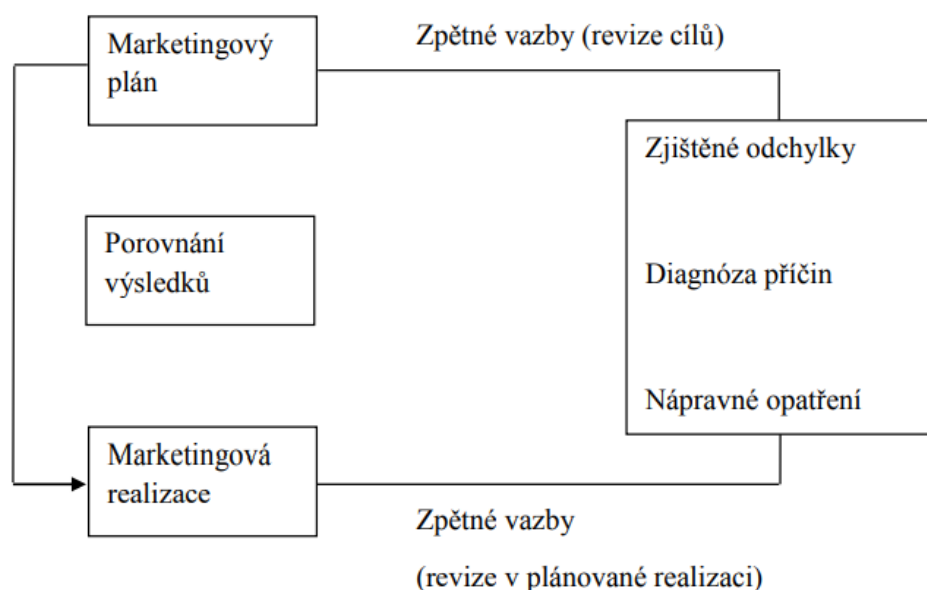 Marketingový
plán
Zpětné vazby (revize cílů)
Zjištěné odchylky
Porovnání
výsledků
Diagnóza příčin
Nápravné opatření
Marketingová
realizace
Zpětné vazby
(revize v plánované realizaci)